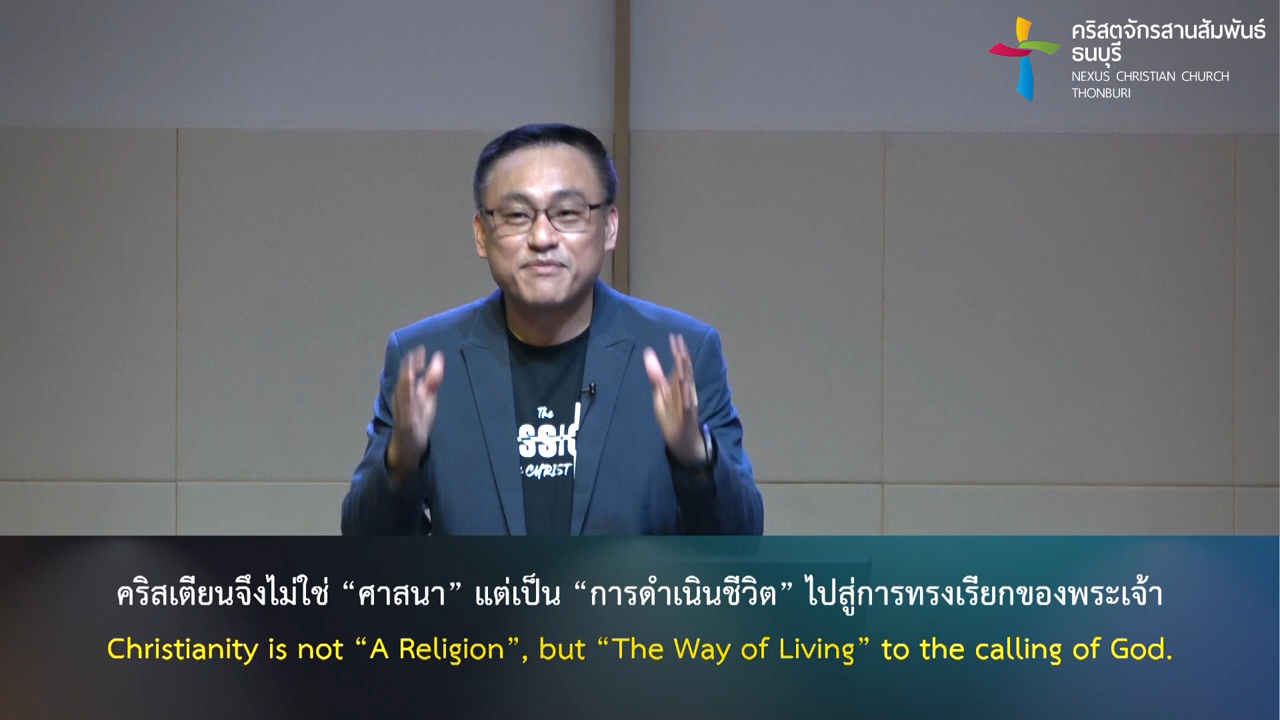 คริสตจักรสานสัมพันธ์
ธนบุรี
NEXUS CHRISTIAN CHURCH
THONBURI
The
CHRIST
คริสเตียนจึงไม่ใช่ “ศาสนา” แต่เป็น “การดำเนินชีวิต” ไปสู่การทรงเรียกของพระเจ้า
Christianity is not “A Religion”, but “The Way of Living” to the calling of God.